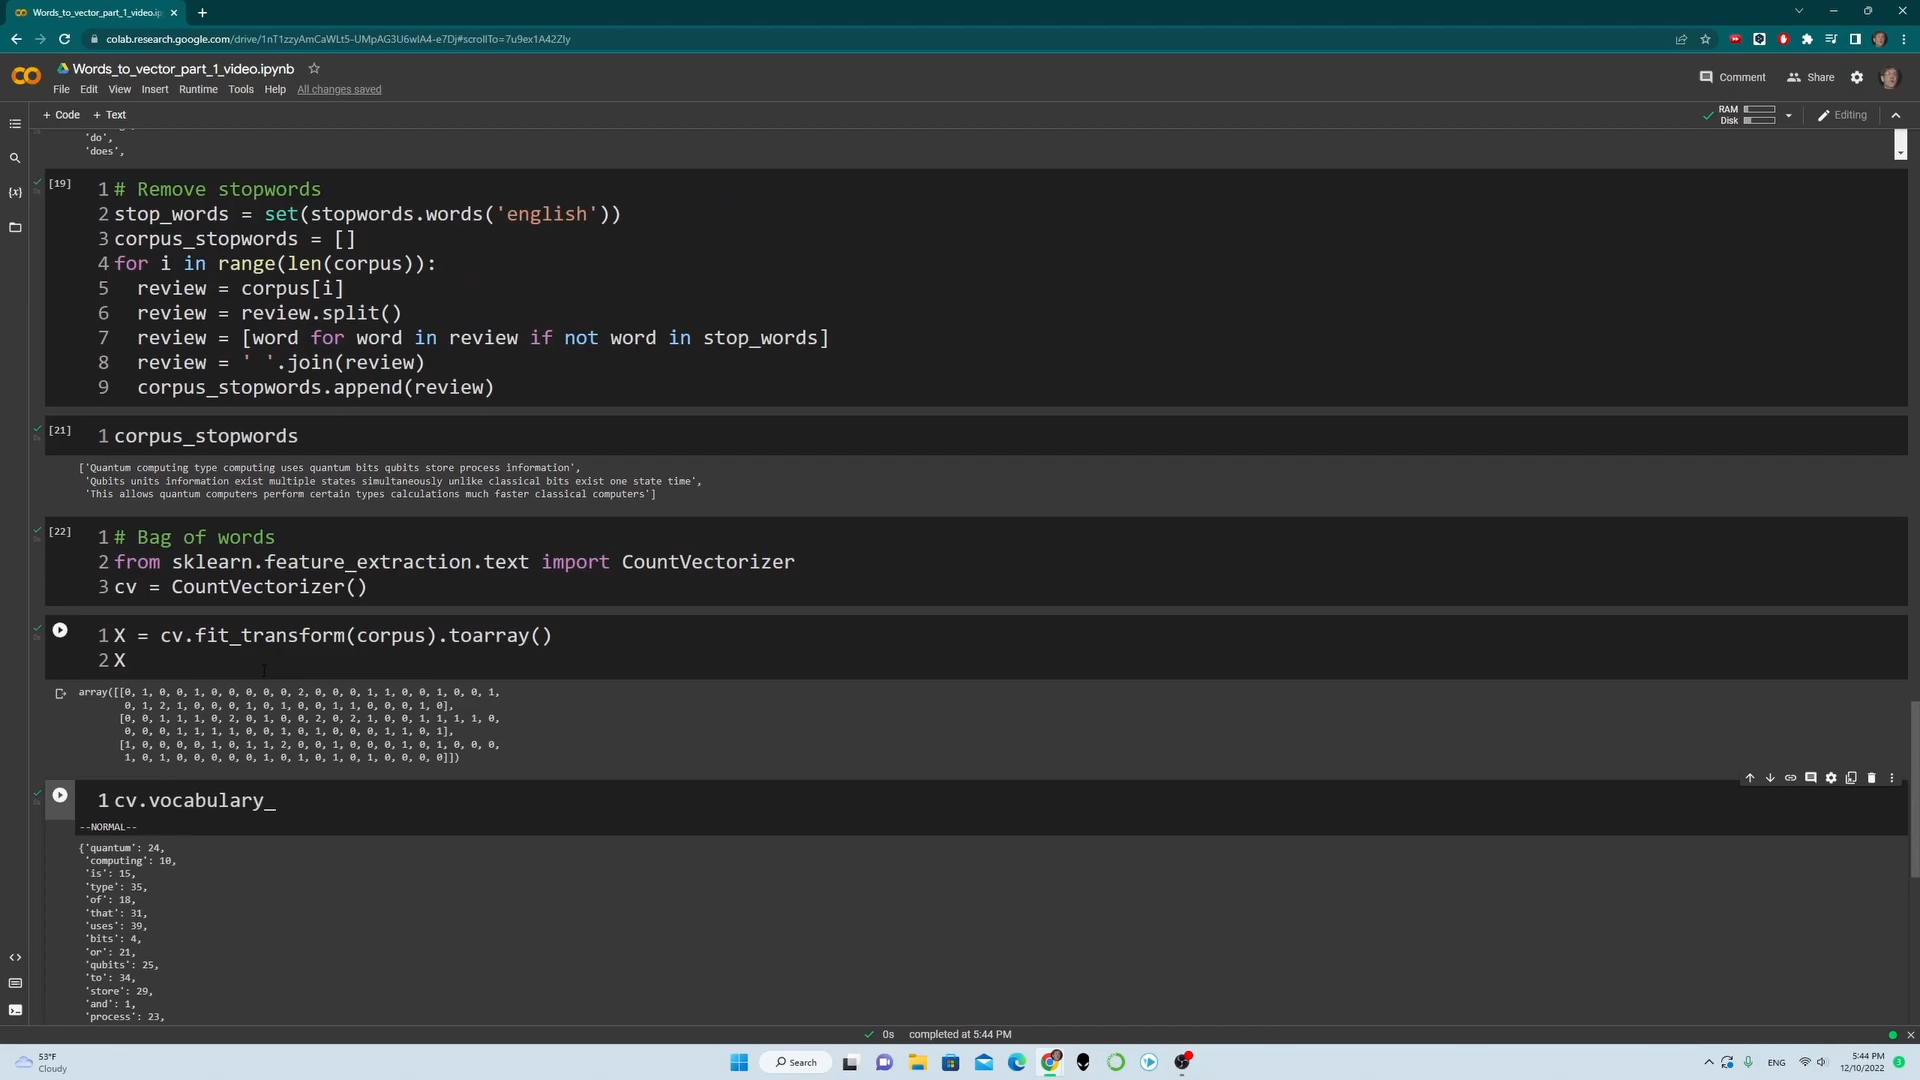 Words_to_vector_part_1_video.ip
colab.research.google.com/drive/1nT1zzyAmCaWLt5-UMpAG3U6wIA4-e7Dj#scrollTo=7u9ex1A42Zly
Words_to_vector_part_1_video.ipynb
Comment
Share
File Edit View Insert Runtime Tools Help All changes saved
+ Code + Text
RAM
Disk
Editing
'do',
'does',
[19]
1 # Remove stopwords
2 stop_words = set(stopwords.words('english'))
3 corpus_stopwords = []
4 for i in range(len(corpus)):
5 review = corpus[i]
6 review = review.split()
7 review = [word for word in review if not word in stop_words]
8 review = ' '.join(review)
9 corpus_stopwords.append(review)
[21]
1 corpus_stopwords
['Quantum computing type computing uses quantum bits qubits store process information',
'Qubits units information exist multiple states simultaneously unlike classical bits exist one state time',
'This allows quantum computers perform certain types calculations much faster classical computers']
[22]
1 # Bag of words
2 from sklearn.feature_extraction.text import CountVectorizer
3 cv = CountVectorizer()
1 X = cv.fit_transform(corpus).toarray()
2 X
array([[0, 1, 0, 0, 1, 0, 0, 0, 0, 0, 2, 0, 0, 0, 1, 1, 0, 0, 1, 0, 0, 1,
0, 1, 2, 1, 0, 0, 0, 1, 0, 1, 0, 0, 1, 1, 0, 0, 0, 1, 0],
[0, 0, 1, 1, 1, 0, 2, 0, 1, 0, 0, 2, 0, 2, 1, 0, 0, 1, 1, 1, 1, 0,
0, 0, 0, 1, 1, 1, 1, 0, 0, 1, 0, 1, 0, 0, 0, 1, 1, 0, 1],
[1, 0, 0, 0, 0, 1, 0, 1, 1, 2, 0, 0, 1, 0, 0, 0, 1, 0, 1, 0, 0, 0,
1, 0, 1, 0, 0, 0, 0, 0, 1, 0, 1, 0, 1, 0, 1, 0, 0, 0, 0]])
1 cv.vocabulary_
--NORMAL--
{'quantum': 24,
'computing': 10,
'is': 15,
'type': 35,
'of': 18,
'that': 31,
'uses': 39,
'bits': 4,
'or': 21,
'qubits': 25,
'to': 34,
'store': 29,
'and': 1,
'process': 23,
0s completed at 5:44 PM
53°F
Cloudy
Search
ENG
5:44 PM
12/10/2022
3